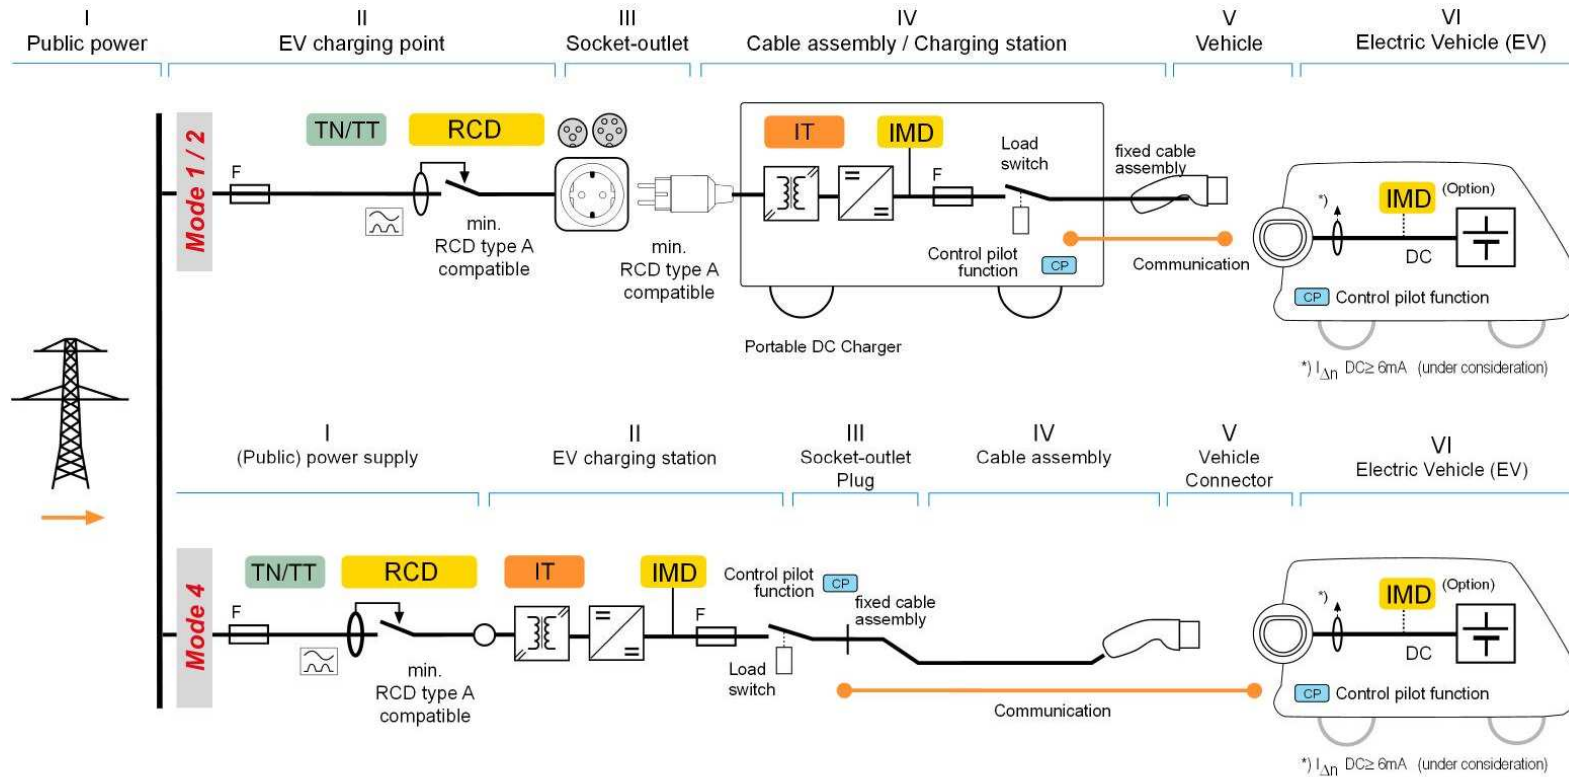 I
Public power
II
EV charging point
III
Socket-outlet
IV
Cable assembly / Charging station
V
Vehicle
VI
Electric Vehicle (EV)
Mode 1 / 2
F
TN/TT
RCD
min.
RCD type A
compatible
min.
RCD type A
compatible
IT
IMD
F
Load
switch
Control pilot
function
CP
Portable DC Charger
fixed cable
assembly
Communication
*)
IMD
(Option)
DC
CP
Control pilot function
*) I∆n DC≥ 6mA (under consideration)
I
(Public) power supply
II
EV charging station
III
Socket-outlet
Plug
IV
Cable assembly
V
Vehicle
Connector
VI
Electric Vehicle (EV)
Mode 4
F
TN/TT
RCD
min.
RCD type A
compatible
IT
IMD
F
Control pilot
function
CP
Load
switch
fixed cable
assembly
Communication
*)
IMD
(Option)
DC
CP
Control pilot function
*) I∆n DC≥ 6mA (under consideration)